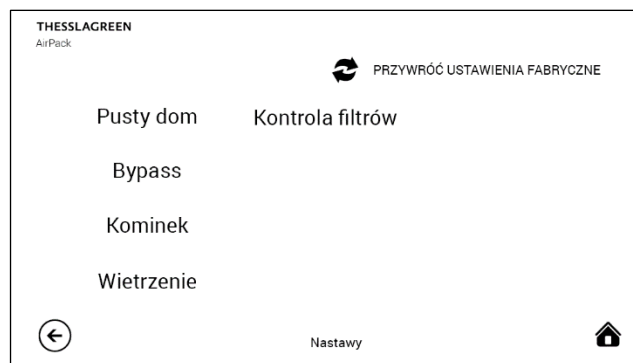 THESSLAGREEN
AirPack
PRZYWRÓĆ USTAWIENIA FABRYCZNE
Pusty dom Kontrola filtrów
Bypass
Kominek
Wietrzenie
Nastawy